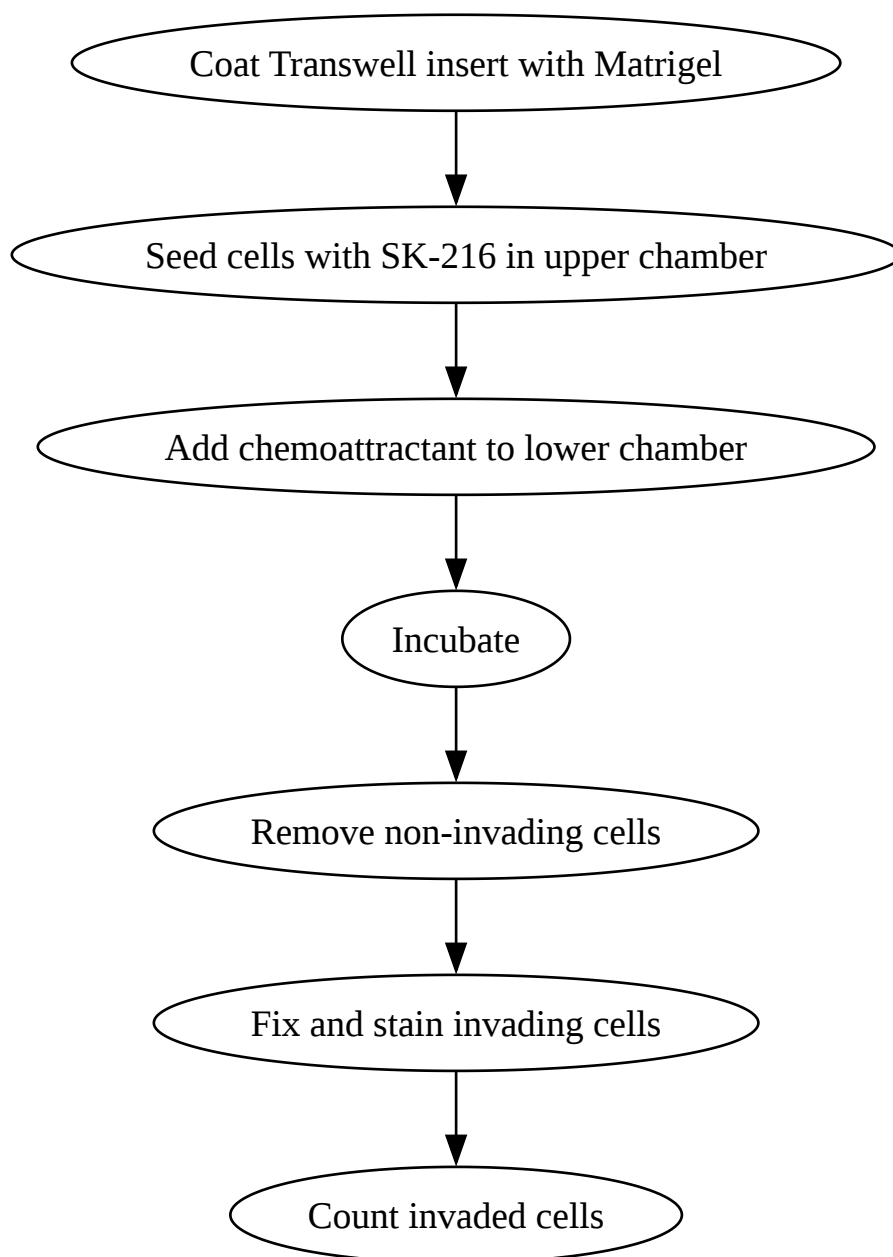 Coat Transwell insert with Matrigel
Seed cells with SK-216 in upper chamber
Add chemoattractant to lower chamber
Incubate
Remove non-invading cells
Fix and stain invading cells
Count invaded cells